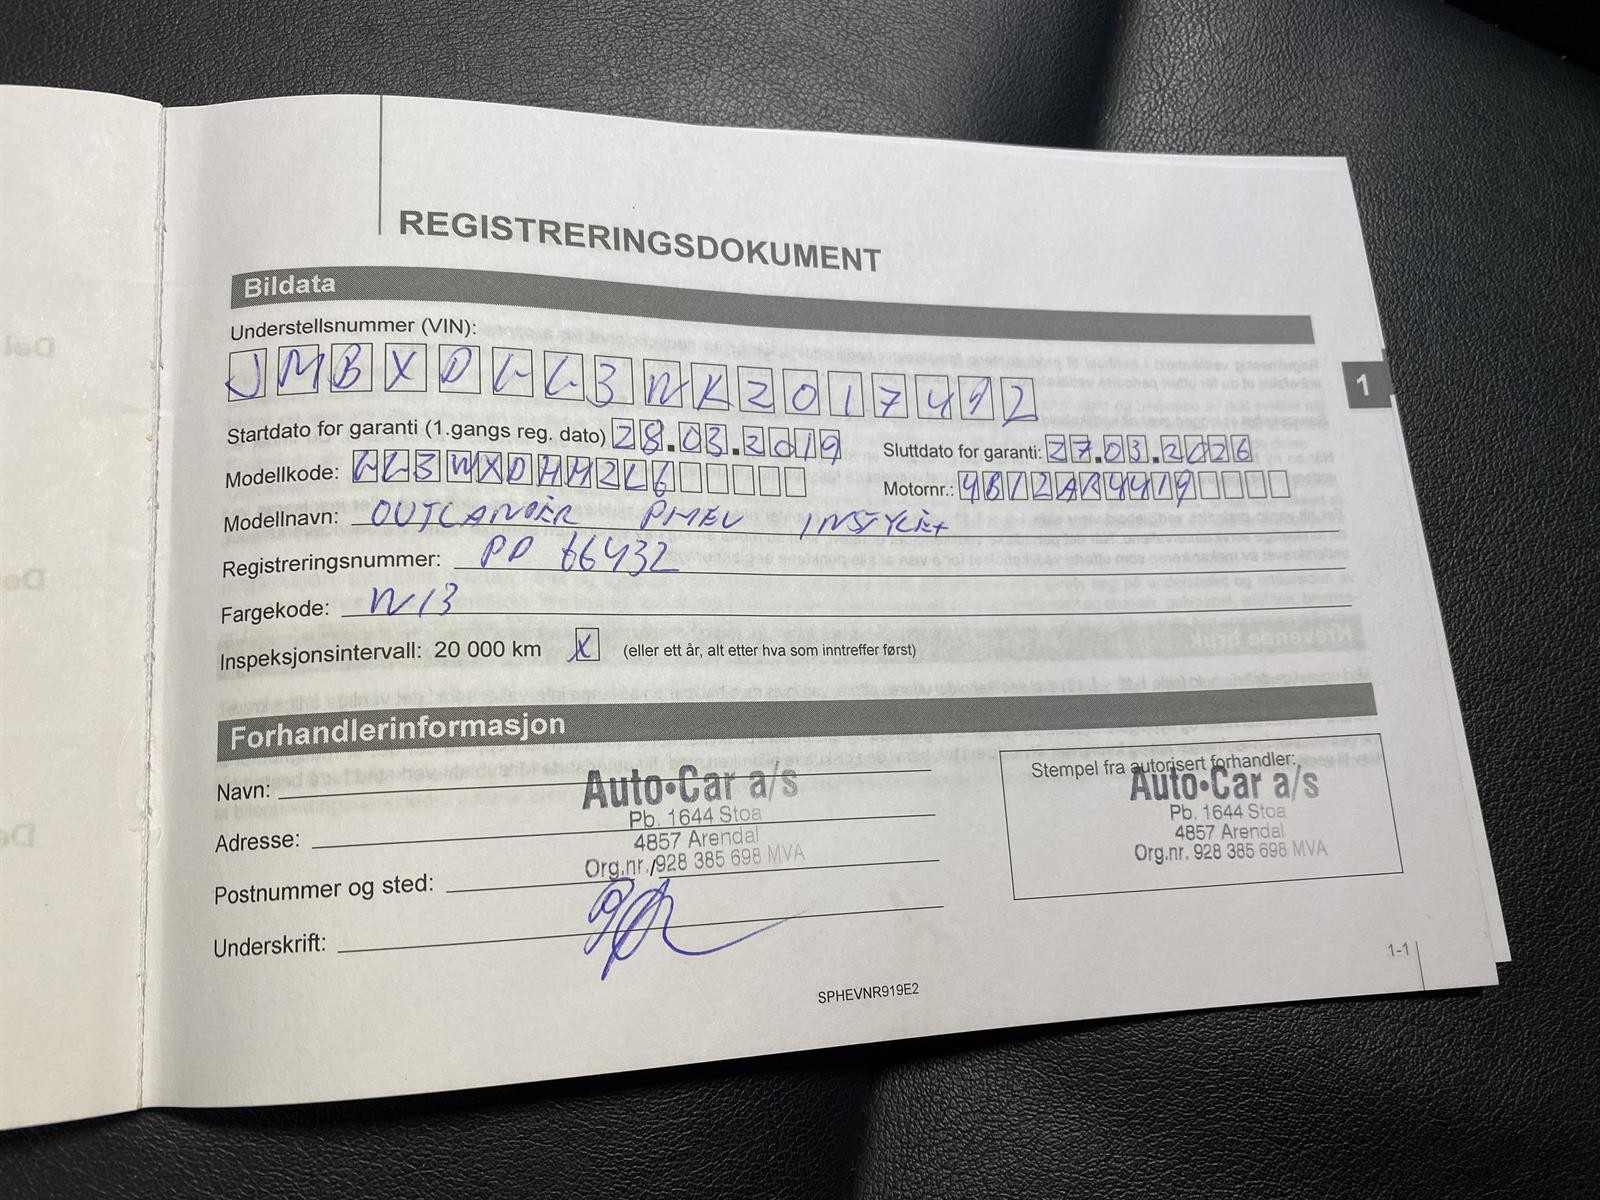 REGISTRERINGSDOKUMENT
Bildata
Understellsnummer (VIN):
JMBXDGG3WKZ017492
Startdato for garanti (1.gangs reg. dato) 28.03.2019 Sluttdato for garanti: 27.03.2026
1
Modellkode: GG3WXDHHZL6 Motornr.: 4B12AB4419
Modellnavn: OUTLANDER PHEV INSTYLE+
Registreringsnummer: PD 66432
Fargekode: W13
Inspeksjonsintervall: 20 000 km X (eller ett år, alt etter hva som inntreffer først)
Forhandlerinformasjon
Navn: Auto•Car a/s
Pb. 1644 Stoa
Adresse: 4857 Arendal
Org.nr. 928 385 698 MVA
Postnummer og sted:
Underskrift:
Stempel fra autorisert forhandler:
Auto•Car a/s
Pb. 1644 Stoa
4857 Arendal
Org.nr. 928 385 698 MVA
1-1
SPHEVNR919E2